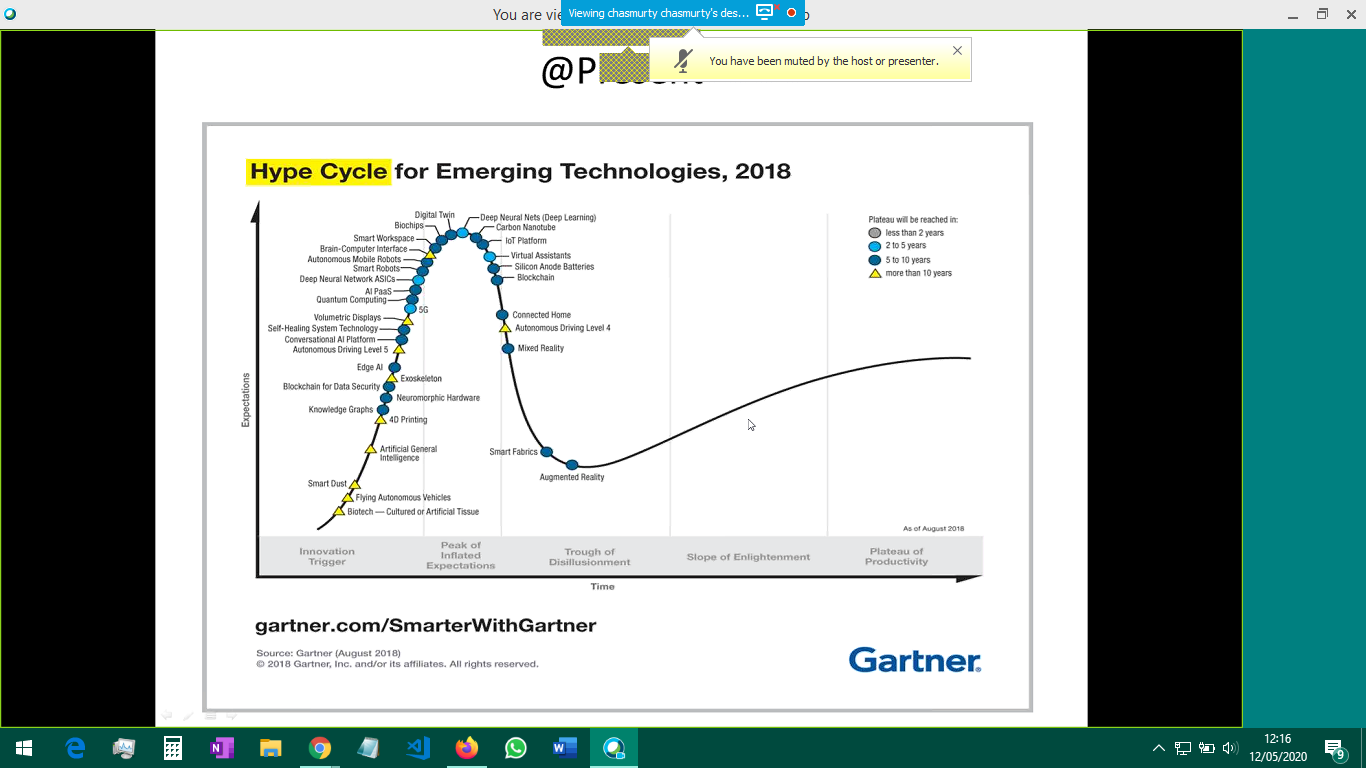 You are vie
Viewing chasmurty chasmurty's des...
You have been muted by the host or presenter.
Hype Cycle for Emerging Technologies, 2018
Digital Twin
Biochips
Smart Workspace
Brain-Computer Interface
Autonomous Mobile Robots
Smart Robots
Deep Neural Network ASICs
AI PaaS
Quantum Computing
5G
Volumetric Displays
Self-Healing System Technology
Conversational AI Platform
Autonomous Driving Level 5
Edge AI
Exoskeleton
Blockchain for Data Security
Neuromorphic Hardware
Knowledge Graphs
4D Printing
Artificial General
Intelligence
Smart Dust
Flying Autonomous Vehicles
Biotech — Cultured or Artificial Tissue
Deep Neural Nets (Deep Learning)
Carbon Nanotube
IoT Platform
Virtual Assistants
Silicon Anode Batteries
Blockchain
Connected Home
Autonomous Driving Level 4
Mixed Reality
Smart Fabrics
Augmented Reality
Plateau will be reached in:
less than 2 years
2 to 5 years
5 to 10 years
more than 10 years
Expectations
As of August 2018
Innovation
Trigger
Peak of
Inflated
Expectations
Trough of
Disillusionment
Slope of Enlightenment
Plateau of
Productivity
Time
gartner.com/SmarterWithGartner
Source: Gartner (August 2018)
© 2018 Gartner, Inc. and/or its affiliates. All rights reserved.
Gartner®
12:16
12/05/2020
9